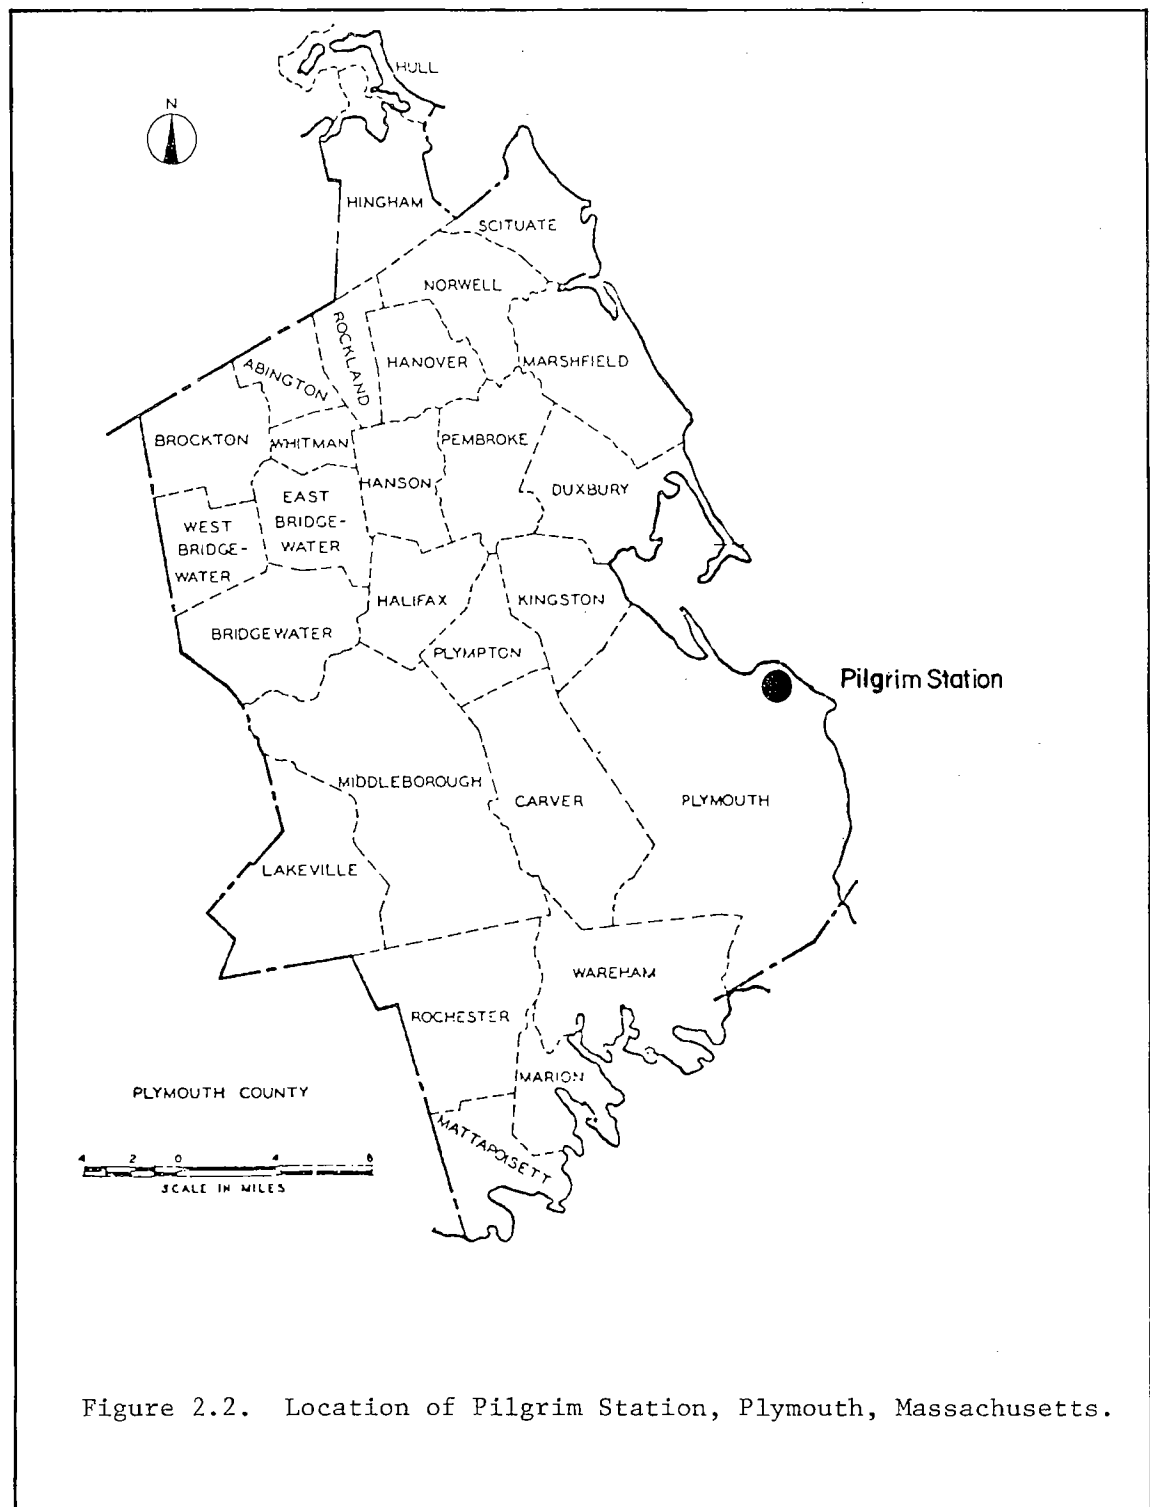 HULL
N
HINGHAM
SCITUATE
NORWELL
ROCKLAND
HANOVER
MARSHFIELD
ABINGTON
BROCKTON
WHITMAN
PEMBROKE
HANSON
DUXBURY
EAST
BRIDGE-
WATER
WEST
BRIDGE-
WATER
HALIFAX
KINGSTON
BRIDGEWATER
PLYMPTON
Pilgrim Station
MIDDLEBOROUGH
CARVER
PLYMOUTH
LAKEVILLE
WAREHAM
ROCHESTER
MARION
PLYMOUTH COUNTY
MATTAPOISETT
4 2 0 4 8
SCALE IN MILES
Figure 2.2. Location of Pilgrim Station, Plymouth, Massachusetts.